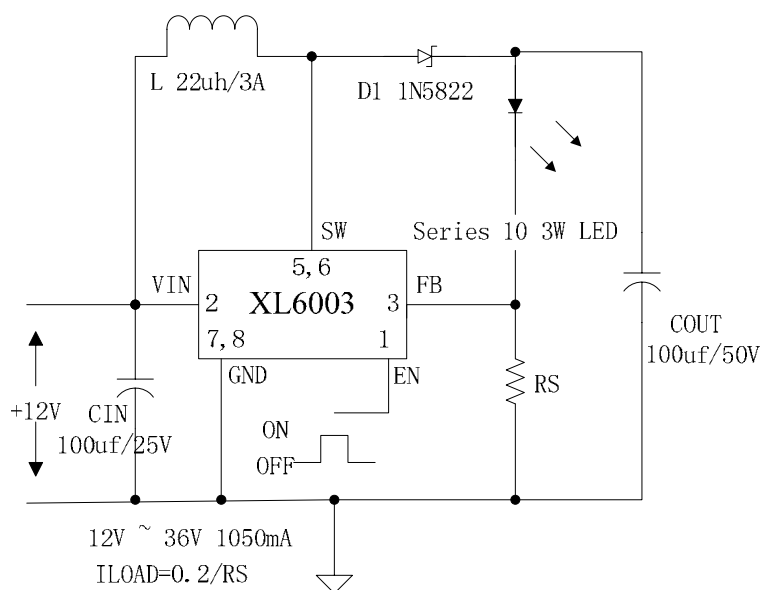 L 22uh/3A
D1 1N5822
SW
Series 10 3W LED
5,6
VIN
FB
2
XL6003
3
7,8
1
COUT
100uf/50V
GND
EN
RS
+12V
CIN
100uf/25V
ON
OFF
12V ~ 36V 1050mA
ILOAD=0.2/RS